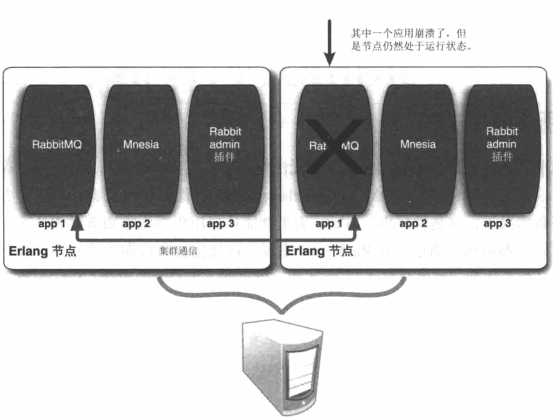 其中一个应用崩溃了，但
是节点仍然处于运行状态。
RabbitMQ
Mnesia
Rabbit
admin
插件
RabbitMQ
Mnesia
Rabbit
admin
插件
app 1
app 2
app 3
app 1
app 2
app 3
Erlang 节点
集群通信
Erlang 节点